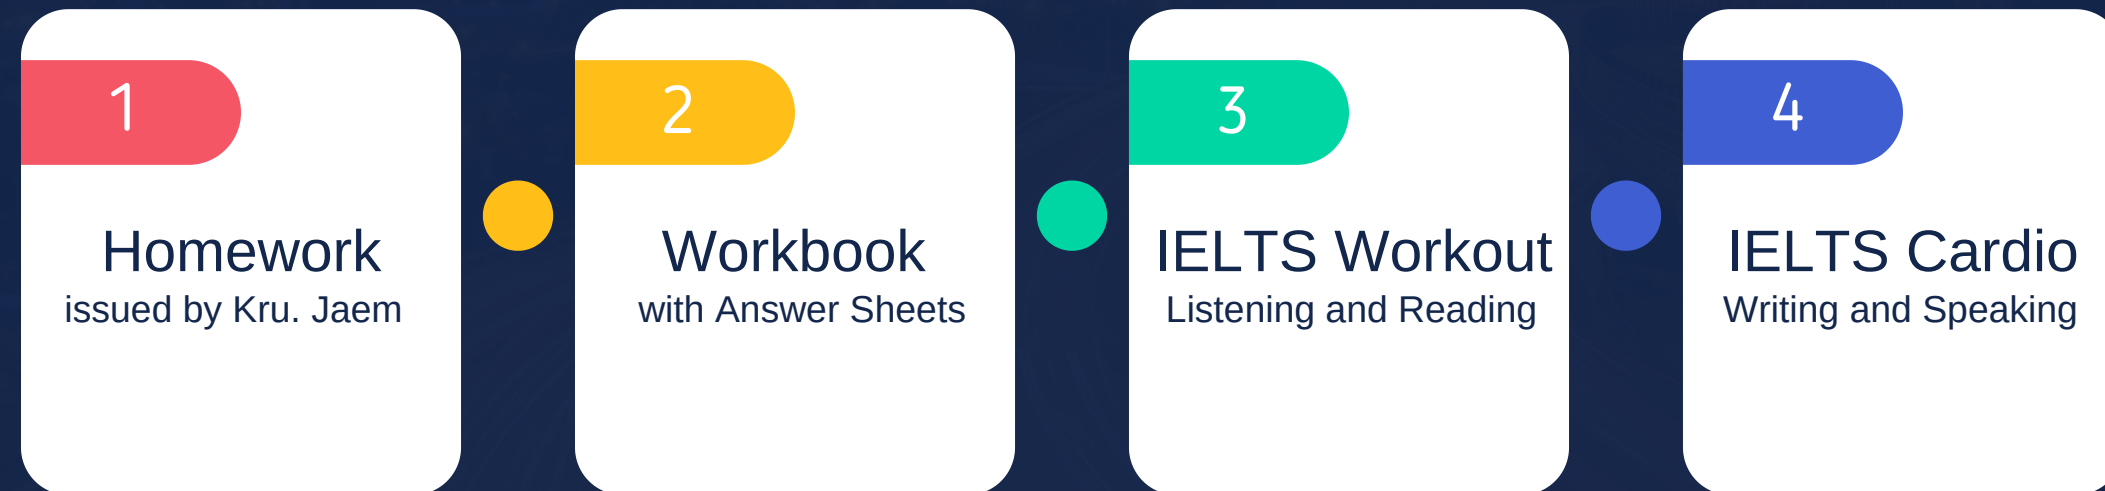 1
Homework
issued by Kru. Jaem
2
Workbook
with Answer Sheets
3
IELTS Workout
Listening and Reading
4
IELTS Cardio
Writing and Speaking